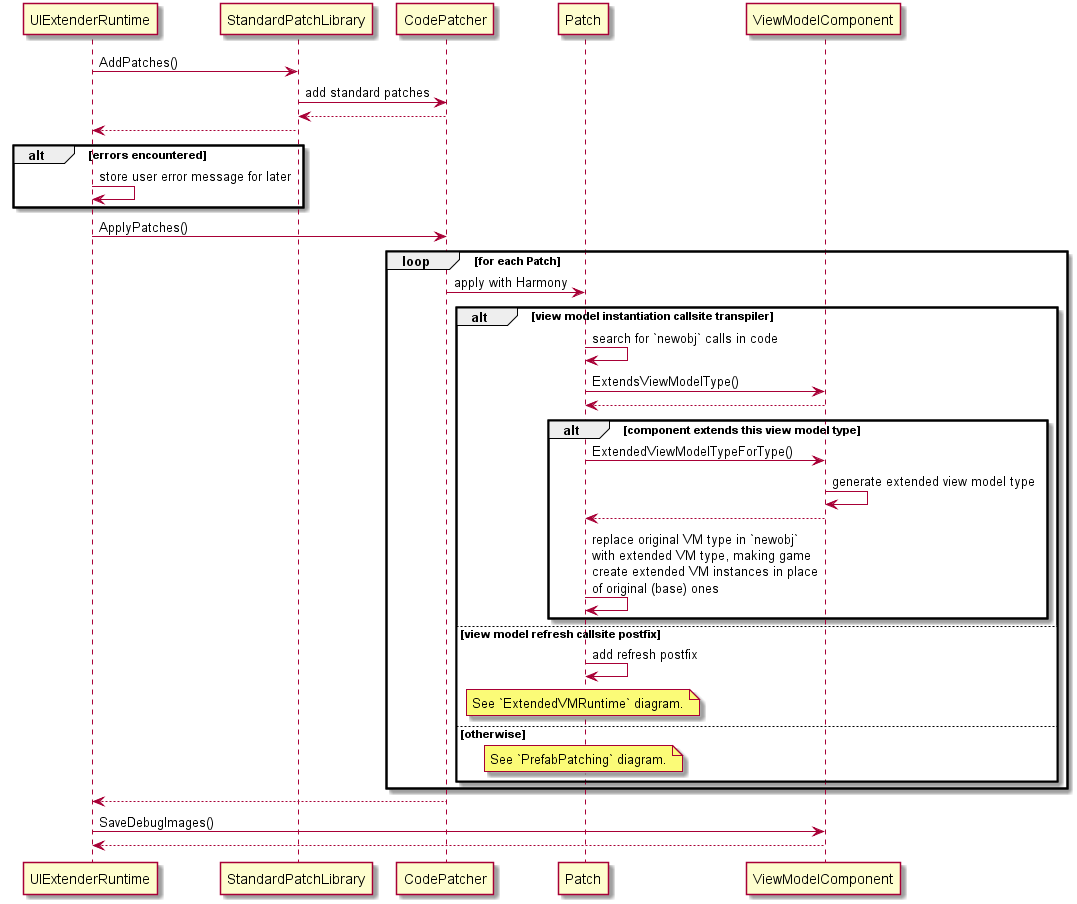 UIExtenderRuntime
StandardPatchLibrary
CodePatcher
Patch
ViewModelComponent
AddPatches()
add standard patches
alt
[errors encountered]
store user error message for later
ApplyPatches()
loop
[for each Patch]
apply with Harmony
alt
[view model instantiation callsite transpiler]
search for `newobj` calls in code
ExtendsViewModelType()
alt
[component extends this view model type]
ExtendedViewModelTypeForType()
generate extended view model type
replace original VM type in `newobj`
with extended VM type, making game
create extended VM instances in place
of original (base) ones
[view model refresh callsite postfix]
add refresh postfix
See `ExtendedVMRuntime` diagram.
[otherwise]
See `PrefabPatching` diagram.
SaveDebugImages()
UIExtenderRuntime
StandardPatchLibrary
CodePatcher
Patch
ViewModelComponent